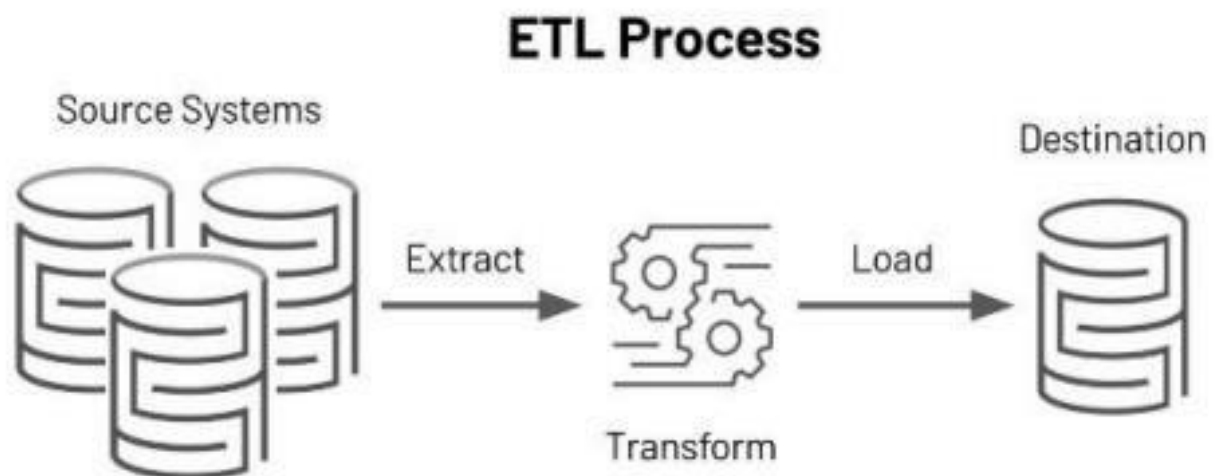 ETL Process
Source Systems
Destination
Extract
Load
Transform